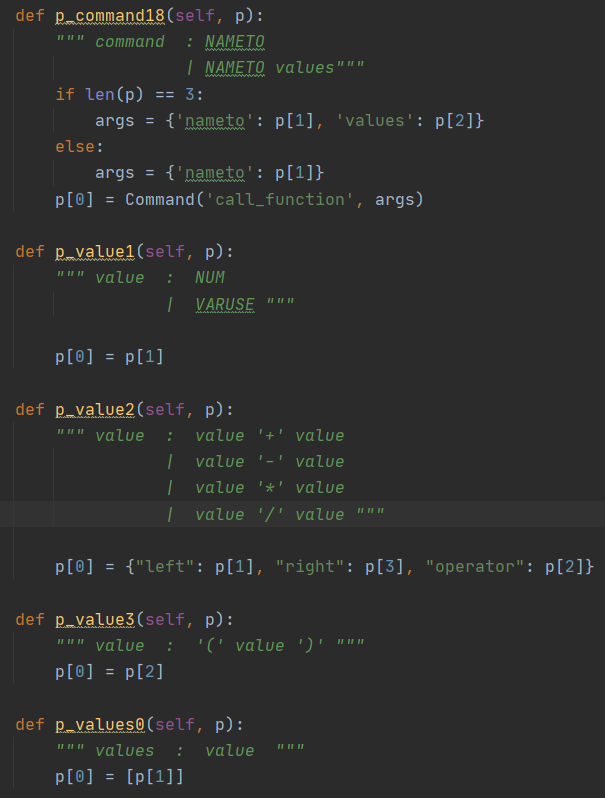 def p_command18(self, p):
""" command  : NAMETO
| NAMETO values"""
if len(p) == 3:
args = {'nameto': p[1], 'values': p[2]}
else:
args = {'nameto': p[1]}
p[0] = Command('call_function', args)
def p_value1(self, p):
""" value  :  NUM
|  VARUSE """
p[0] = p[1]
def p_value2(self, p):
""" value  :  value '+' value
|  value '-' value
|  value '*' value
|  value '/' value """
p[0] = {"left": p[1], "right": p[3], "operator": p[2]}
def p_value3(self, p):
""" value  :  '(' value ')' """
p[0] = p[2]
def p_values0(self, p):
""" values  :  value  """
p[0] = [p[1]]